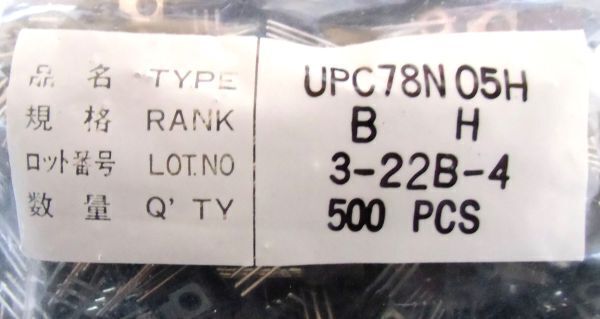 品名 TYPE UPC78N05H
規格 RANK B H
ロット番号 LOT.NO 3-22B-4
数量 Q'TY 500 PCS